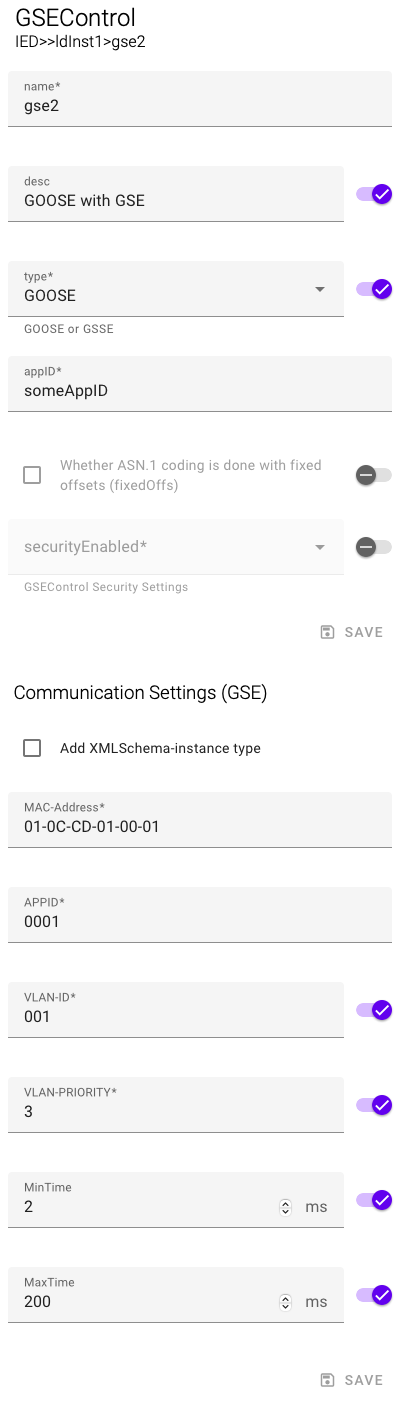 GSEControl
IED>>ldInst1>gse2
name*
gse2
desc
GOOSE with GSE
type*
GOOSE
GOOSE or GSSE
appID*
someAppID
Whether ASN.1 coding is done with fixed
offsets (fixedOffs)
securityEnabled*
GSEControl Security Settings
SAVE
Communication Settings (GSE)
Add XMLSchema-instance type
MAC-Address*
01-0C-CD-01-00-01
APPID*
0001
VLAN-ID*
001
VLAN-PRIORITY*
3
MinTime
2 ms
MaxTime
200 ms
SAVE